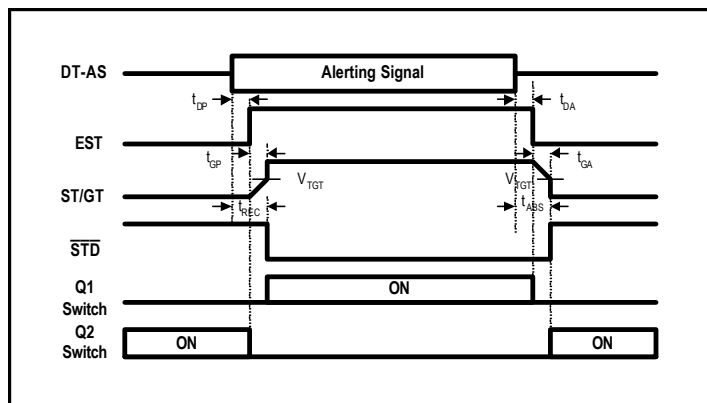 DT-AS
Alerting Signal
tDP
tDA
EST
tGP
tGA
VTGT
VTGT
ST/GT
tREC
tABS
STD
Q1
Switch
ON
Q2
Switch
ON
ON